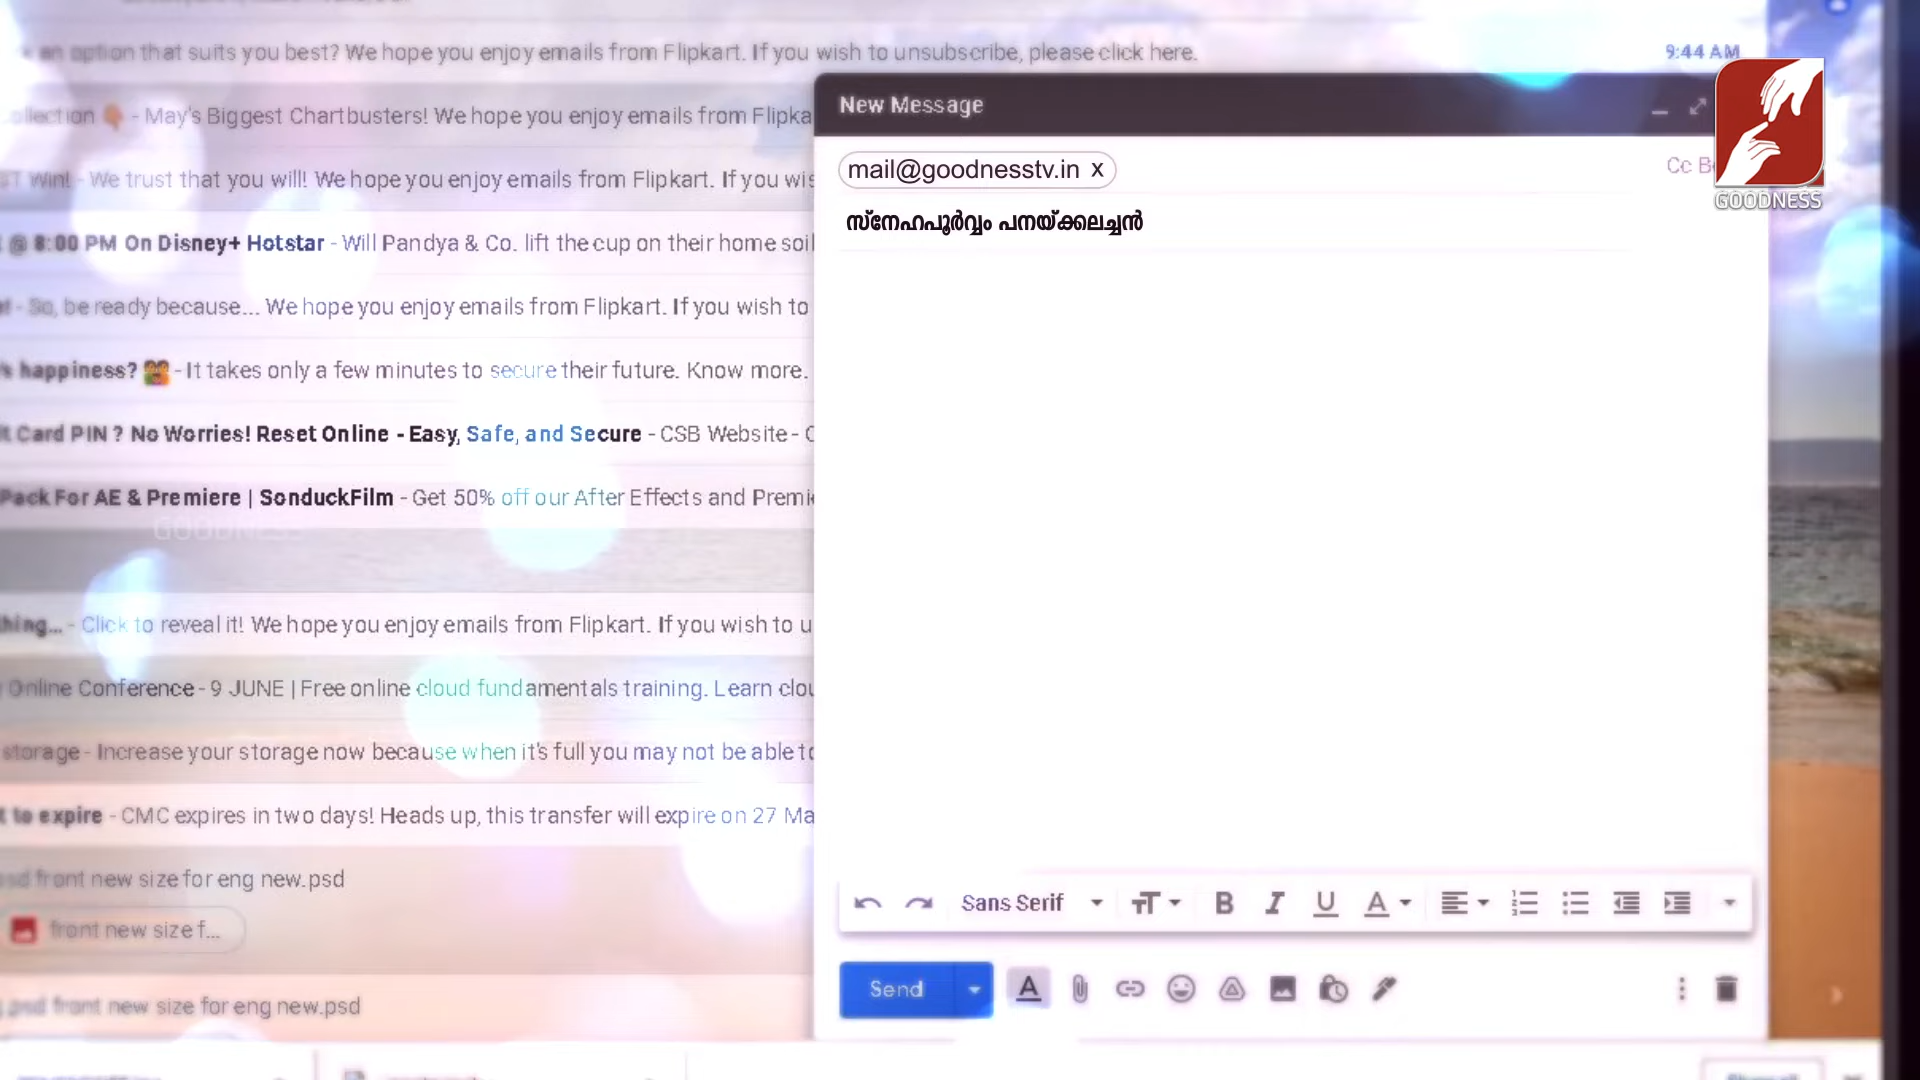 an option that suits you best? We hope you enjoy emails from Flipkart. If you wish to unsubscribe, please click here.
9:44 AM
ollection - May's Biggest Chartbusters! We hope you enjoy emails from Flipka
ST Win! - We trust that you will! We hope you enjoy emails from Flipkart. If you wis
@ 8:00 PM On Disney+ Hotstar - Will Pandya & Co. lift the cup on their home soil
- So, be ready because... We hope you enjoy emails from Flipkart. If you wish to
's happiness? - It takes only a few minutes to secure their future. Know more.
t Card PIN ? No Worries! Reset Online - Easy, Safe, and Secure - CSB Website - C
Pack For AE & Premiere | SonduckFilm - Get 50% off our After Effects and Premi
GOODNESS
hing... - Click to reveal it! We hope you enjoy emails from Flipkart. If you wish to u
Online Conference - 9 JUNE | Free online cloud fundamentals training. Learn clou
storage - Increase your storage now because when it's full you may not be able to
t to expire - CMC expires in two days! Heads up, this transfer will expire on 27 Ma
psd front new size for eng new.psd
front new size f...
psd front new size for eng new.psd
New Message
mail@goodnesstv.in x
Cc B
സ്നേഹപൂർവ്വം പനയ്ക്കലച്ചൻ
Sans Serif
Send
GOODNESS